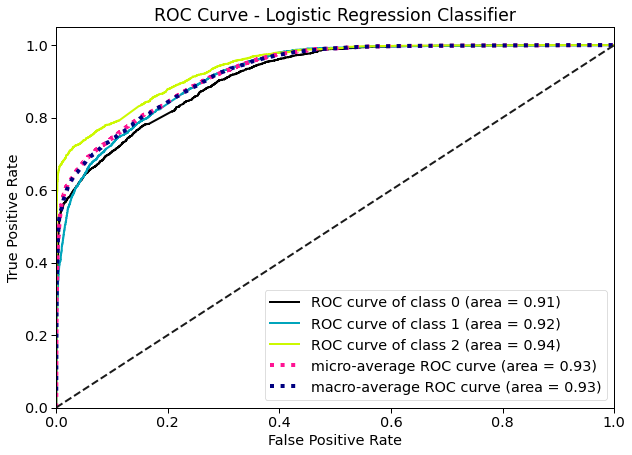 ROC Curve - Logistic Regression Classifier
1.0
0.8
0.6
0.4
0.2
0.0
True Positive Rate
ROC curve of class 0 (area = 0.91)
ROC curve of class 1 (area = 0.92)
ROC curve of class 2 (area = 0.94)
micro-average ROC curve (area = 0.93)
macro-average ROC curve (area = 0.93)
0.0 0.2 0.4 0.6 0.8 1.0
False Positive Rate